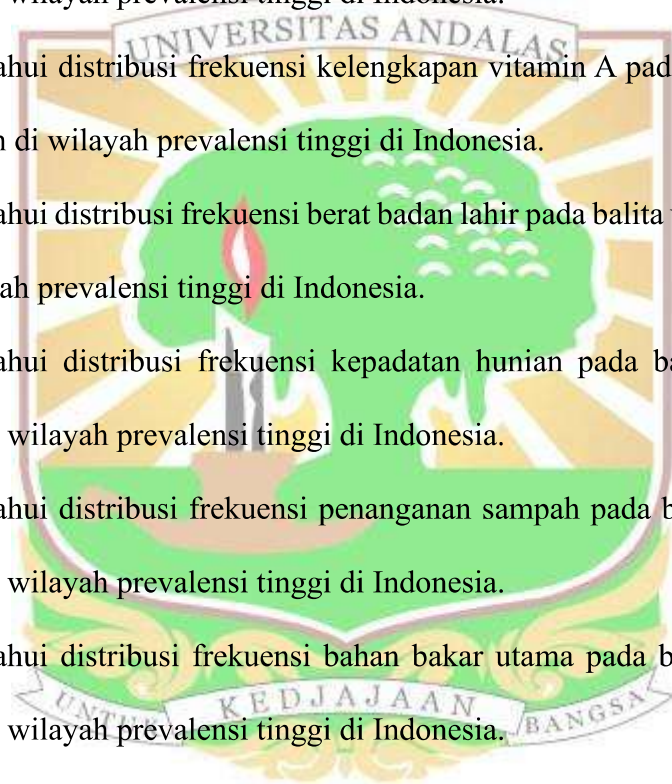 wilayah prevalensi tinggi di Indonesia.
UNIVERSITAS ANDALAS
ahui distribusi frekuensi kelengkapan vitamin A pad
n di wilayah prevalensi tinggi di Indonesia.
ahui distribusi frekuensi berat badan lahir pada balita
ah prevalensi tinggi di Indonesia.
ahui distribusi frekuensi kepadatan hunian pada ba
wilayah prevalensi tinggi di Indonesia.
ahui distribusi frekuensi penanganan sampah pada b
wilayah prevalensi tinggi di Indonesia.
ahui distribusi frekuensi bahan bakar utama pada b
UNTUK KEDJAJAAN BANGSA
wilayah prevalensi tinggi di Indonesia.